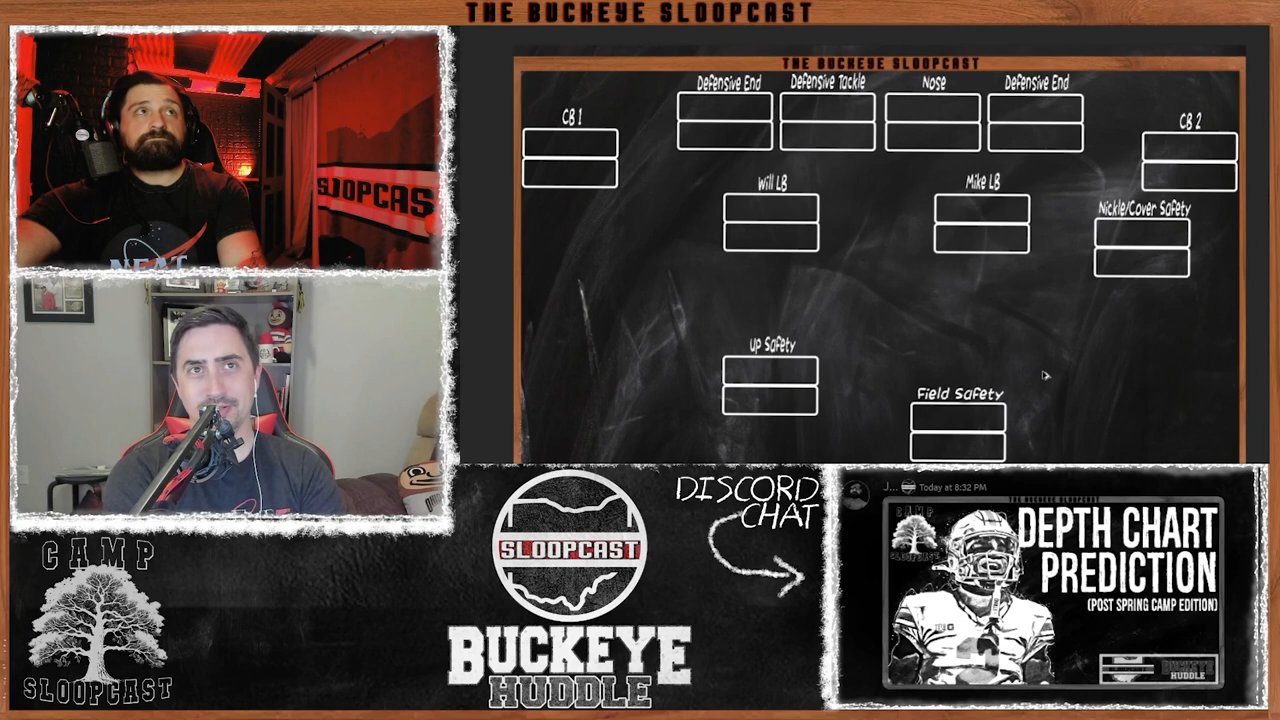 THE BUCKEYE SLOOPCAST
THE BUCKEYE SLOOPCAST
Defensive End
Defensive Tackle
Nose
Defensive End
CB 1
CB 2
Will LB
Mike LB
Nickle/Cover Safety
Up Safety
Field Safety
SLOOPCAS
NEAT
DISCORD
CHAT
SLOOPCAST
BUCKEYE
HUDDLE
CAMP
SLOOPCAST
J... Today at 8:32 PM
THE BUCKEYE SLOOPCAST
CAMP
DEPTH CHART
PREDICTION
(POST SPRING CAMP EDITION)
BUCKEYE
HUDDLE